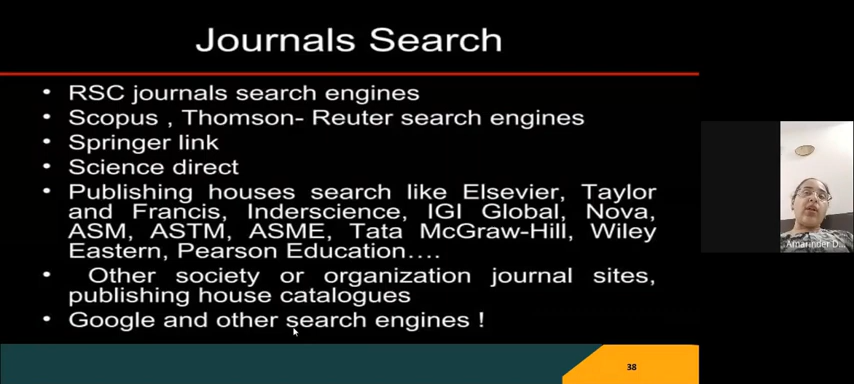 Journals Search
• RSC journals search engines
• Scopus , Thomson- Reuter search engines
• Springer link
• Science direct
• Publishing houses search like Elsevier, Taylor
and Francis, Inderscience, IGI Global, Nova,
ASM, ASTM, ASME, Tata McGraw-Hill, Wiley
Eastern, Pearson Education....
• Other society or organization journal sites,
publishing house catalogues
• Google and other search engines !
38
Amarinder D...